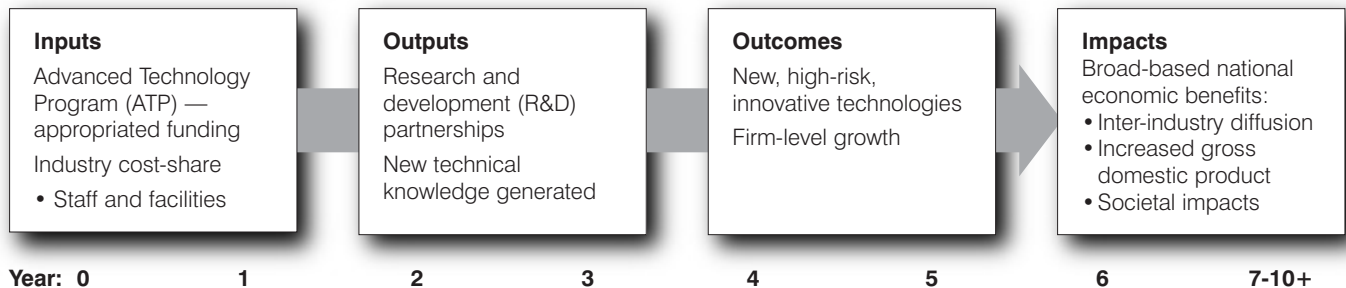 Inputs
Advanced Technology
Program (ATP) —
appropriated funding
Industry cost-share
• Staff and facilities
Outputs
Research and
development (R&D)
partnerships
New technical
knowledge generated
Outcomes
New, high-risk,
innovative technologies
Firm-level growth
Impacts
Broad-based national
economic benefits:
• Inter-industry diffusion
• Increased gross
domestic product
• Societal impacts
Year: 0 1 2 3 4 5 6 7-10+